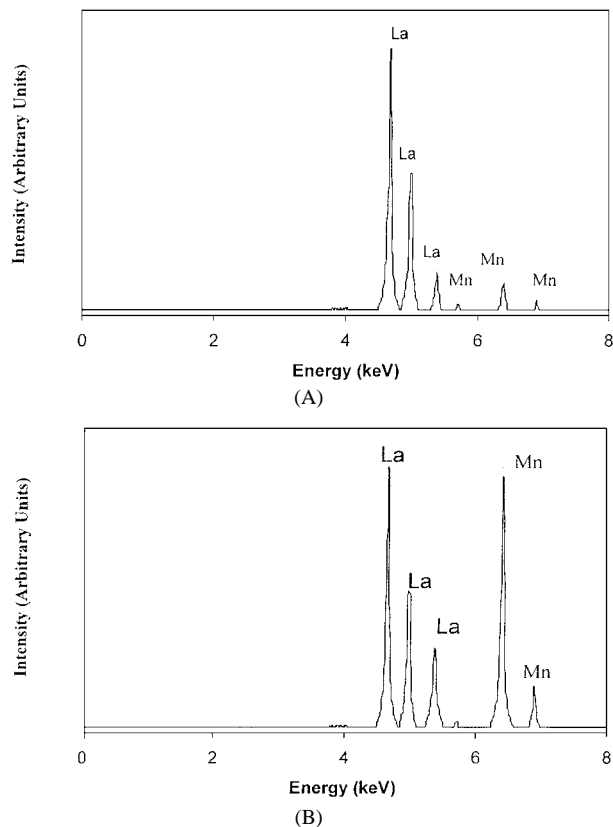 La
La
La
Mn
Mn
Mn
Intensity (Arbitrary Units)
0 2 4 6 8
Energy (keV)
(A)
La
Mn
La
La
Mn
Intensity (Arbitrary Units)
0 2 4 6 8
Energy (keV)
(B)